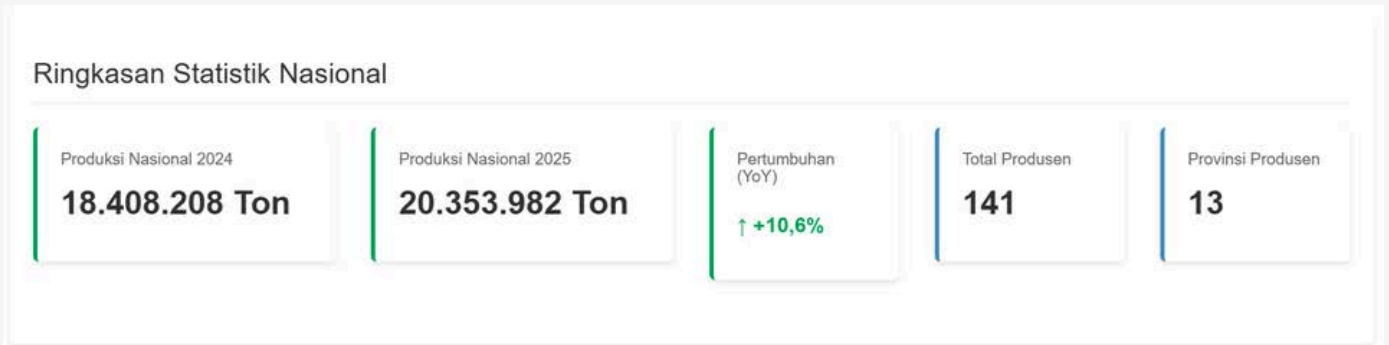 Ringkasan Statistik Nasional
Produksi Nasional 2024
18.408.208 Ton
Produksi Nasional 2025
20.353.982 Ton
Pertumbuhan
(YoY)
↑ +10,6%
Total Produsen
141
Provinsi Produsen
13